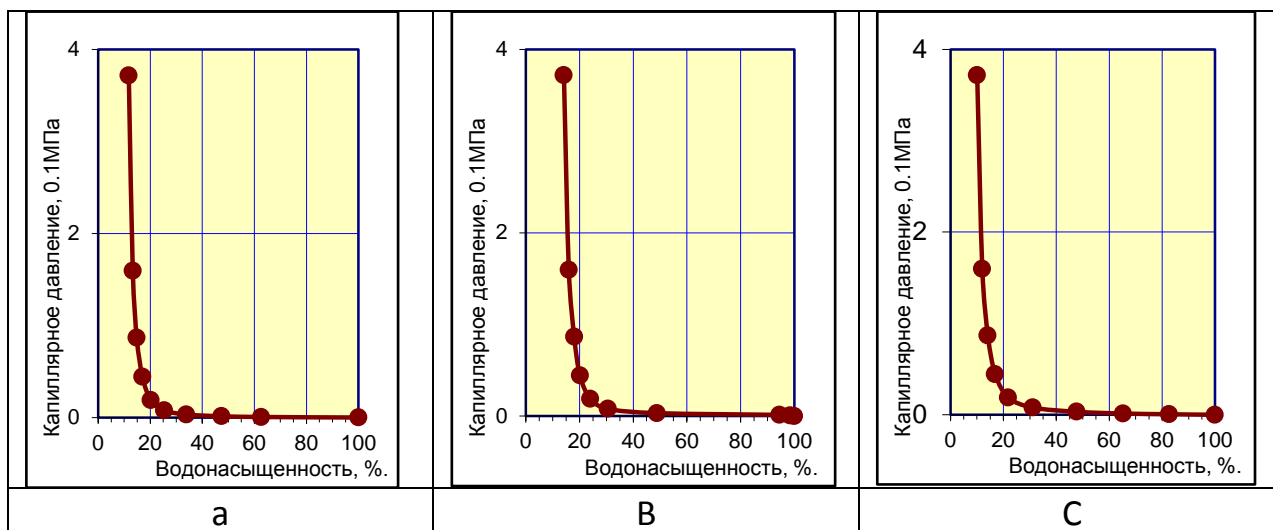 Капиллярное давление, 0.1МПа
4
2
0
0 20 40 60 80 100
Водонасыщенность, %.
а
Капиллярное давление, 0.1МПа
4
2
0
0 20 40 60 80 100
Водонасыщенность, %.
В
Капиллярное давление, 0.1МПа
4
2
0
0 20 40 60 80 100
Водонасыщенность, %.
С